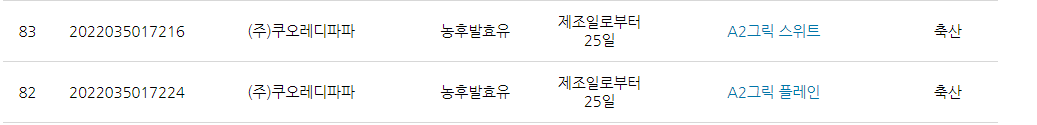 83 2022035017216 (주)쿠오레디파파 농후발효유 제조일로부터 25일 A2그릭 스위트 축산
82 2022035017224 (주)쿠오레디파파 농후발효유 제조일로부터 25일 A2그릭 플레인 축산